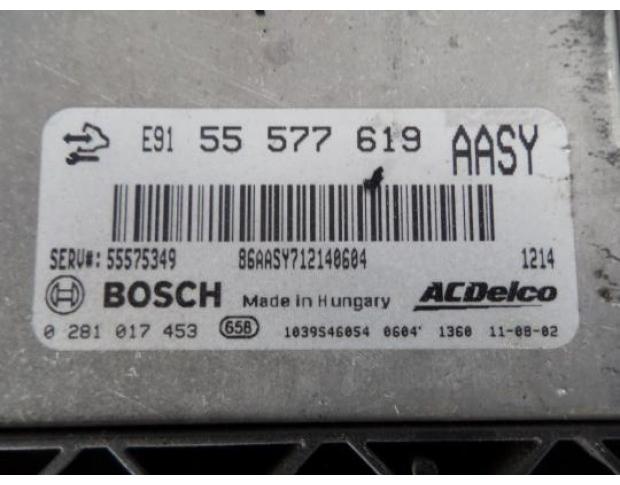 E91 55 577 619 AASY
SERV#: 55575349 86AASY712140604 1214
BOSCH Made in Hungary ACDelco
0 281 017 453 658 1039S46054 0604' 1360 11-08-02